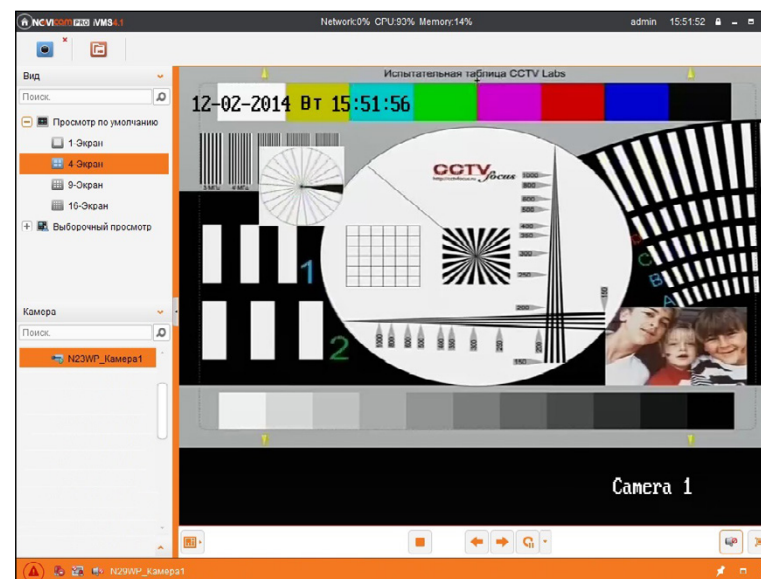 NOVIcam PRO iVMS4.1
Network:0% CPU:93% Memory:14%
admin 15:51:52
Вид
Поиск.
Просмотр по умолчанию
1-Экран
4-Экран
9-Экран
16-Экран
Выборочный просмотр
Камера
Поиск.
N23WP_Камера1
Испытательная таблица CCTV Labs
12-02-2014 Вт 15:51:56
CCTV focus
1000
800
600
500
400
350
300
250
200
150
1
2
D
C
B
A
Camera 1
N29WP_Камера1